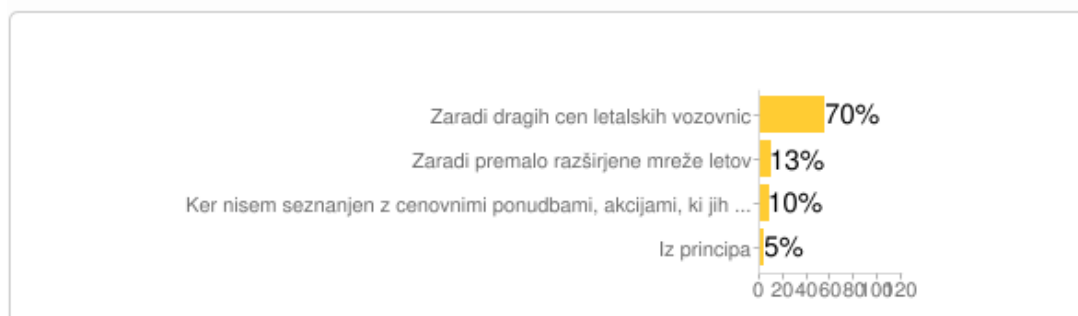 Zaradi dragih cen letalskih vozovnic 70%
Zaradi premalo razširjene mreže letov 13%
Ker nisem seznanjen z cenovnimi ponudbami, akcijami, ki jih ... 10%
Iz principa 5%
0 20 40 60 80 100 120